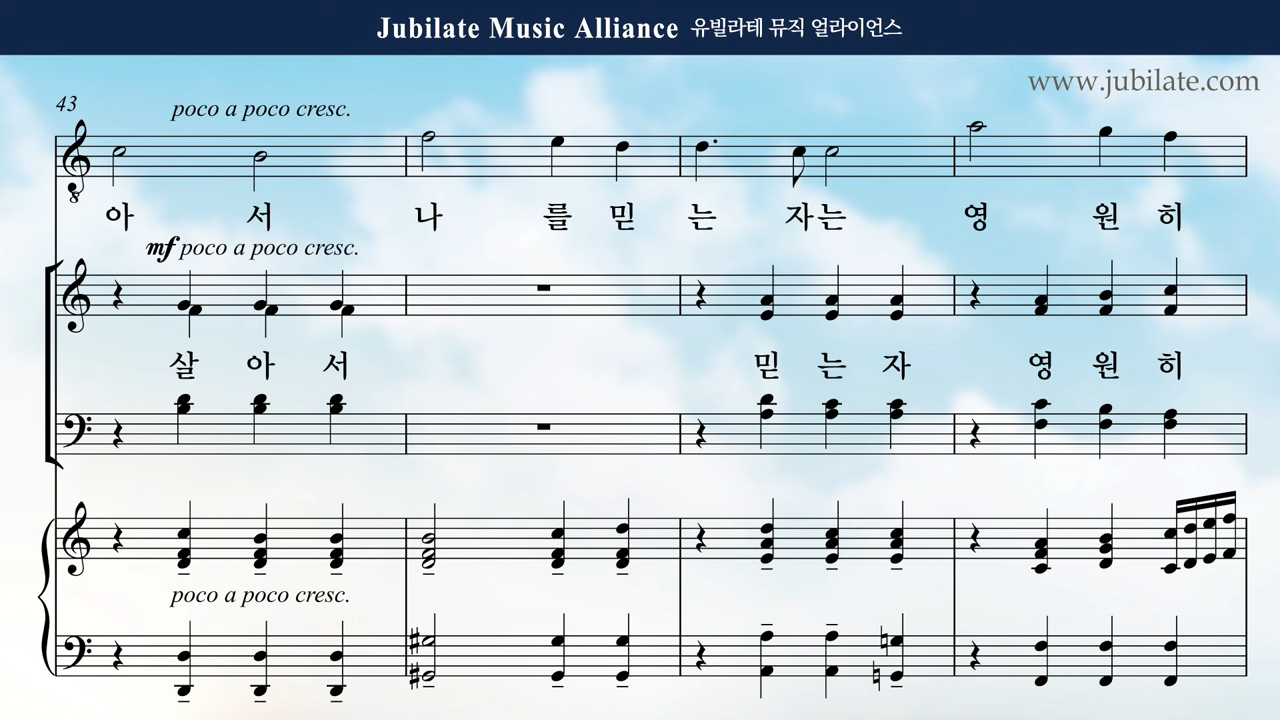 Jubilate Music Alliance 유빌라테 뮤직 얼라이언스
www.jubilate.com
43
poco a poco cresc.
8
아 서 나 를 믿 는 자 는 영 원 히
mf poco a poco cresc.
살 아 서 믿 는 자 영 원 히
poco a poco cresc.